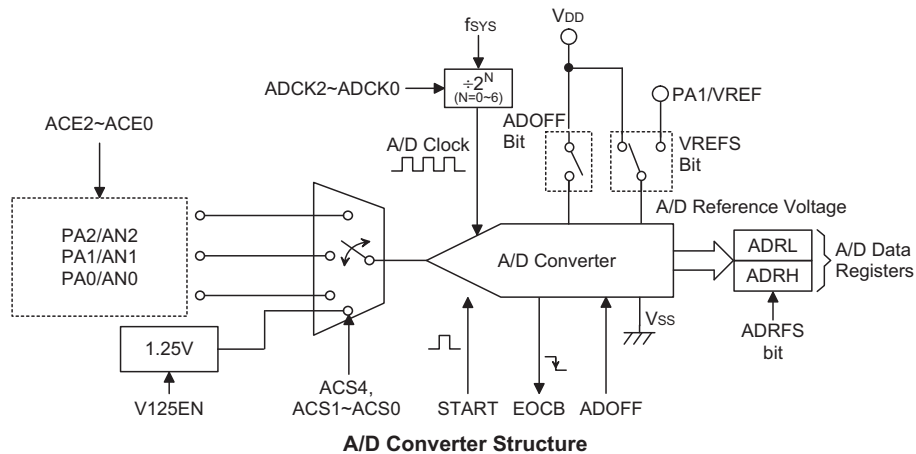 fSYS
VDD
ADCK2~ADCK0
÷2^N
(N=0~6)
PA1/VREF
ADOFF
Bit
VREFS
Bit
ACE2~ACE0
A/D Clock
A/D Reference Voltage
PA2/AN2
PA1/AN1
PA0/AN0
A/D Converter
ADRL
ADRH
A/D Data
Registers
VSS
ADRFS
bit
1.25V
V125EN
ACS4,
ACS1~ACS0
START
EOCB
ADOFF
A/D Converter Structure